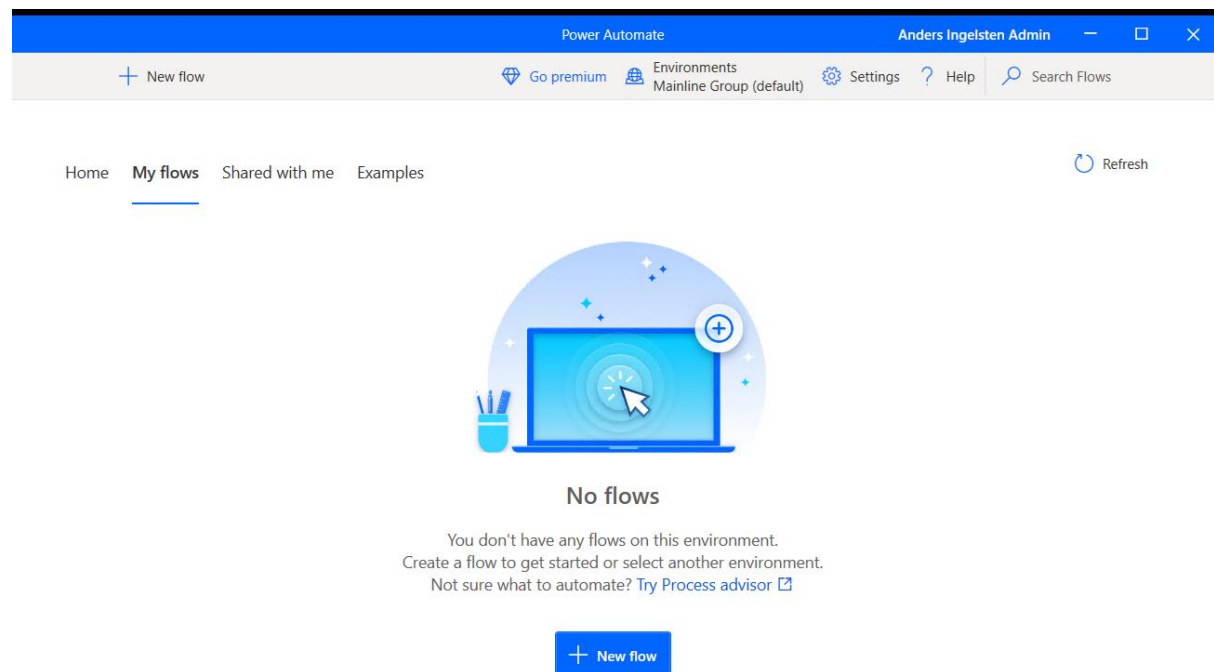 Power Automate
Anders Ingelsten Admin
New flow
Go premium
Environments
Mainline Group (default)
Settings
Help
Search Flows
Home
My flows
Shared with me
Examples
Refresh
No flows
You don't have any flows on this environment.
Create a flow to get started or select another environment.
Not sure what to automate? Try Process advisor
New flow